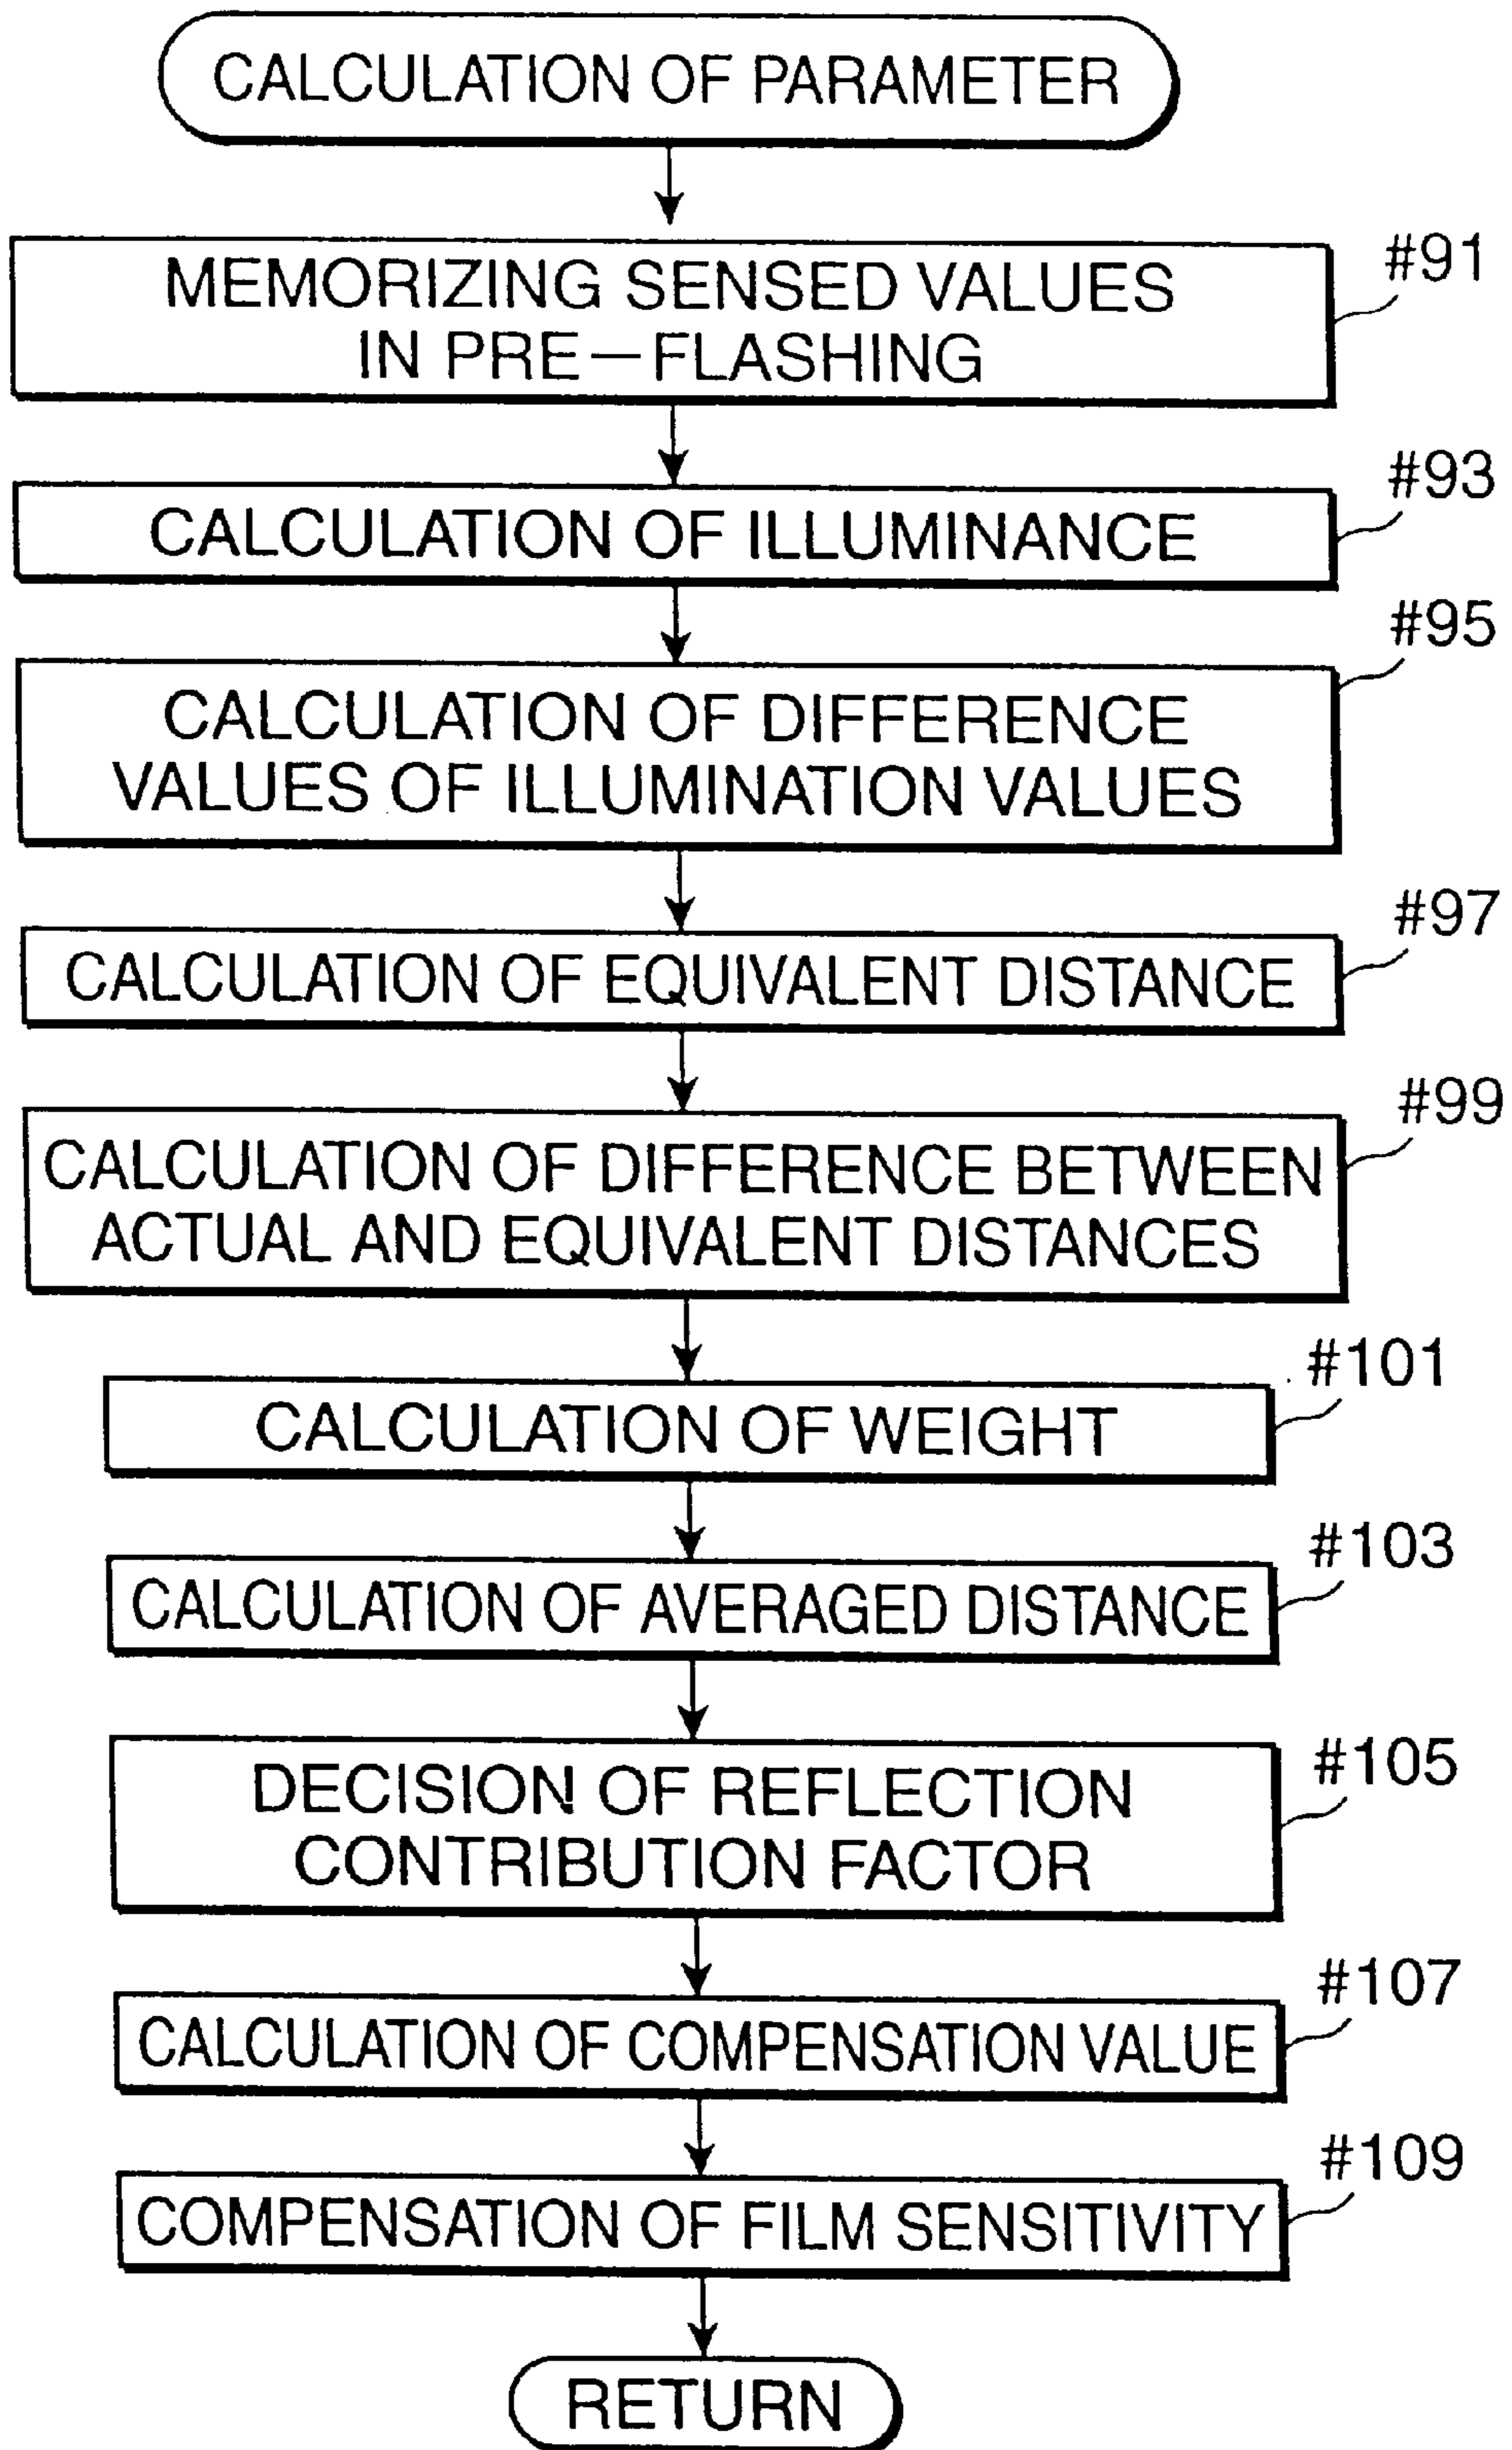 CALCULATION OF PARAMETER
#91
MEMORIZING SENSED VALUES
IN PRE—FLASHING
#93
CALCULATION OF ILLUMINANCE
#95
CALCULATION OF DIFFERENCE
VALUES OF ILLUMINATION VALUES
#97
CALCULATION OF EQUIVALENT DISTANCE
#99
CALCULATION OF DIFFERENCE BETWEEN
ACTUAL AND EQUIVALENT DISTANCES
#101
CALCULATION OF WEIGHT
#103
CALCULATION OF AVERAGED DISTANCE
#105
DECISION OF REFLECTION
CONTRIBUTION FACTOR
#107
CALCULATION OF COMPENSATION VALUE
#109
COMPENSATION OF FILM SENSITIVITY
RETURN